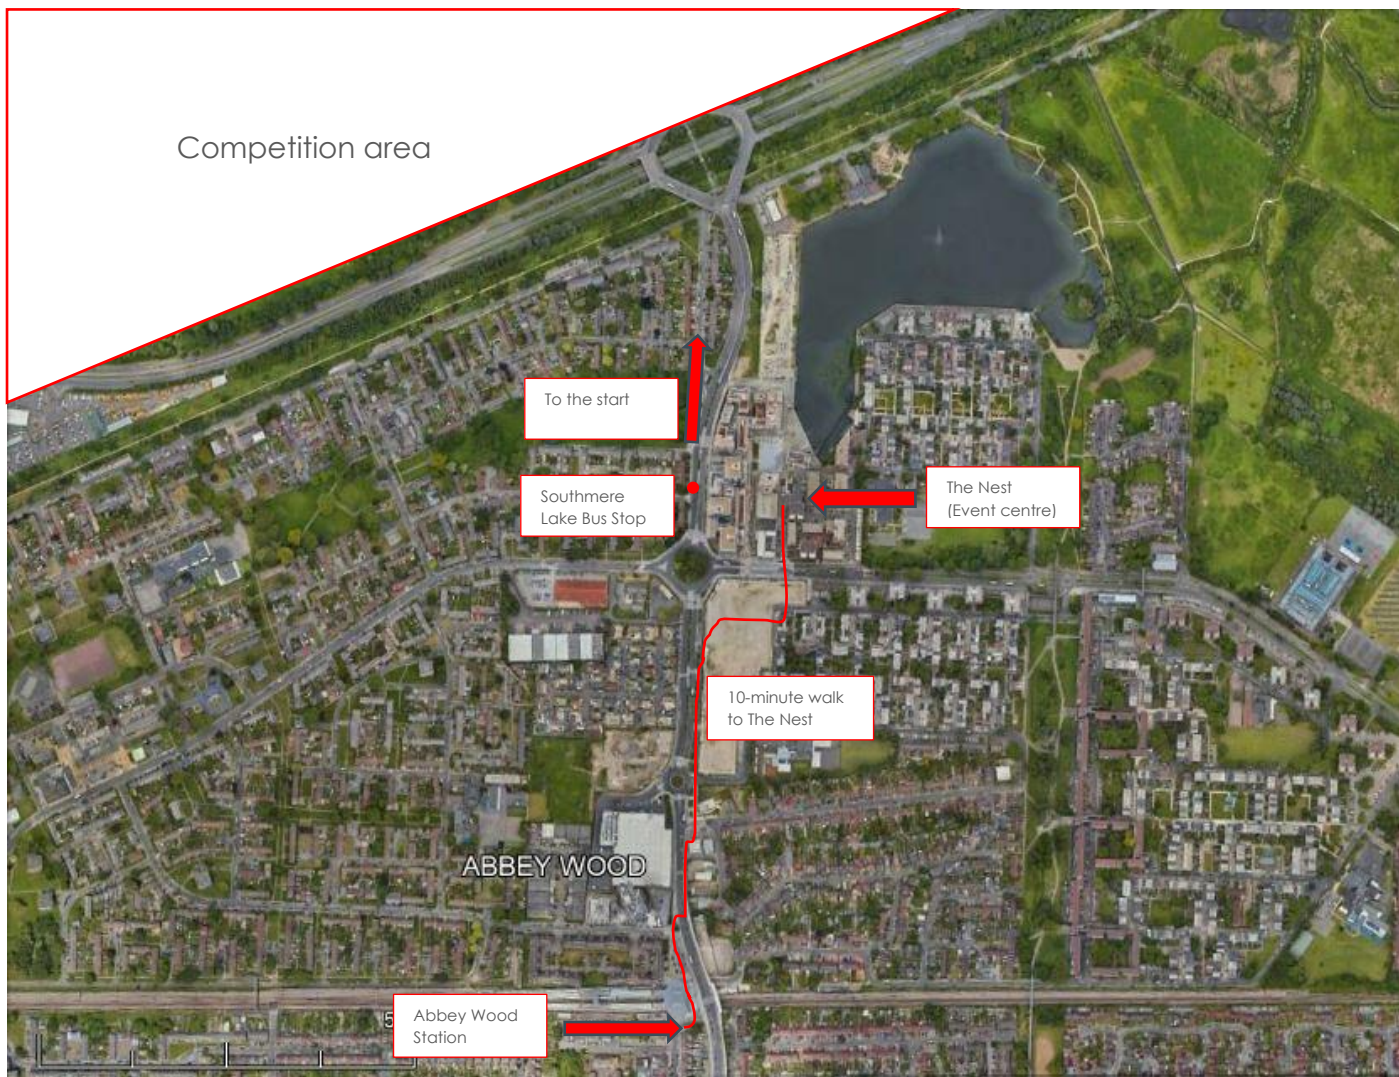 Competition area
To the start
Southmere
Lake Bus Stop
The Nest
(Event centre)
10-minute walk
to The Nest
ABBEY WOOD
Abbey Wood
Station
5